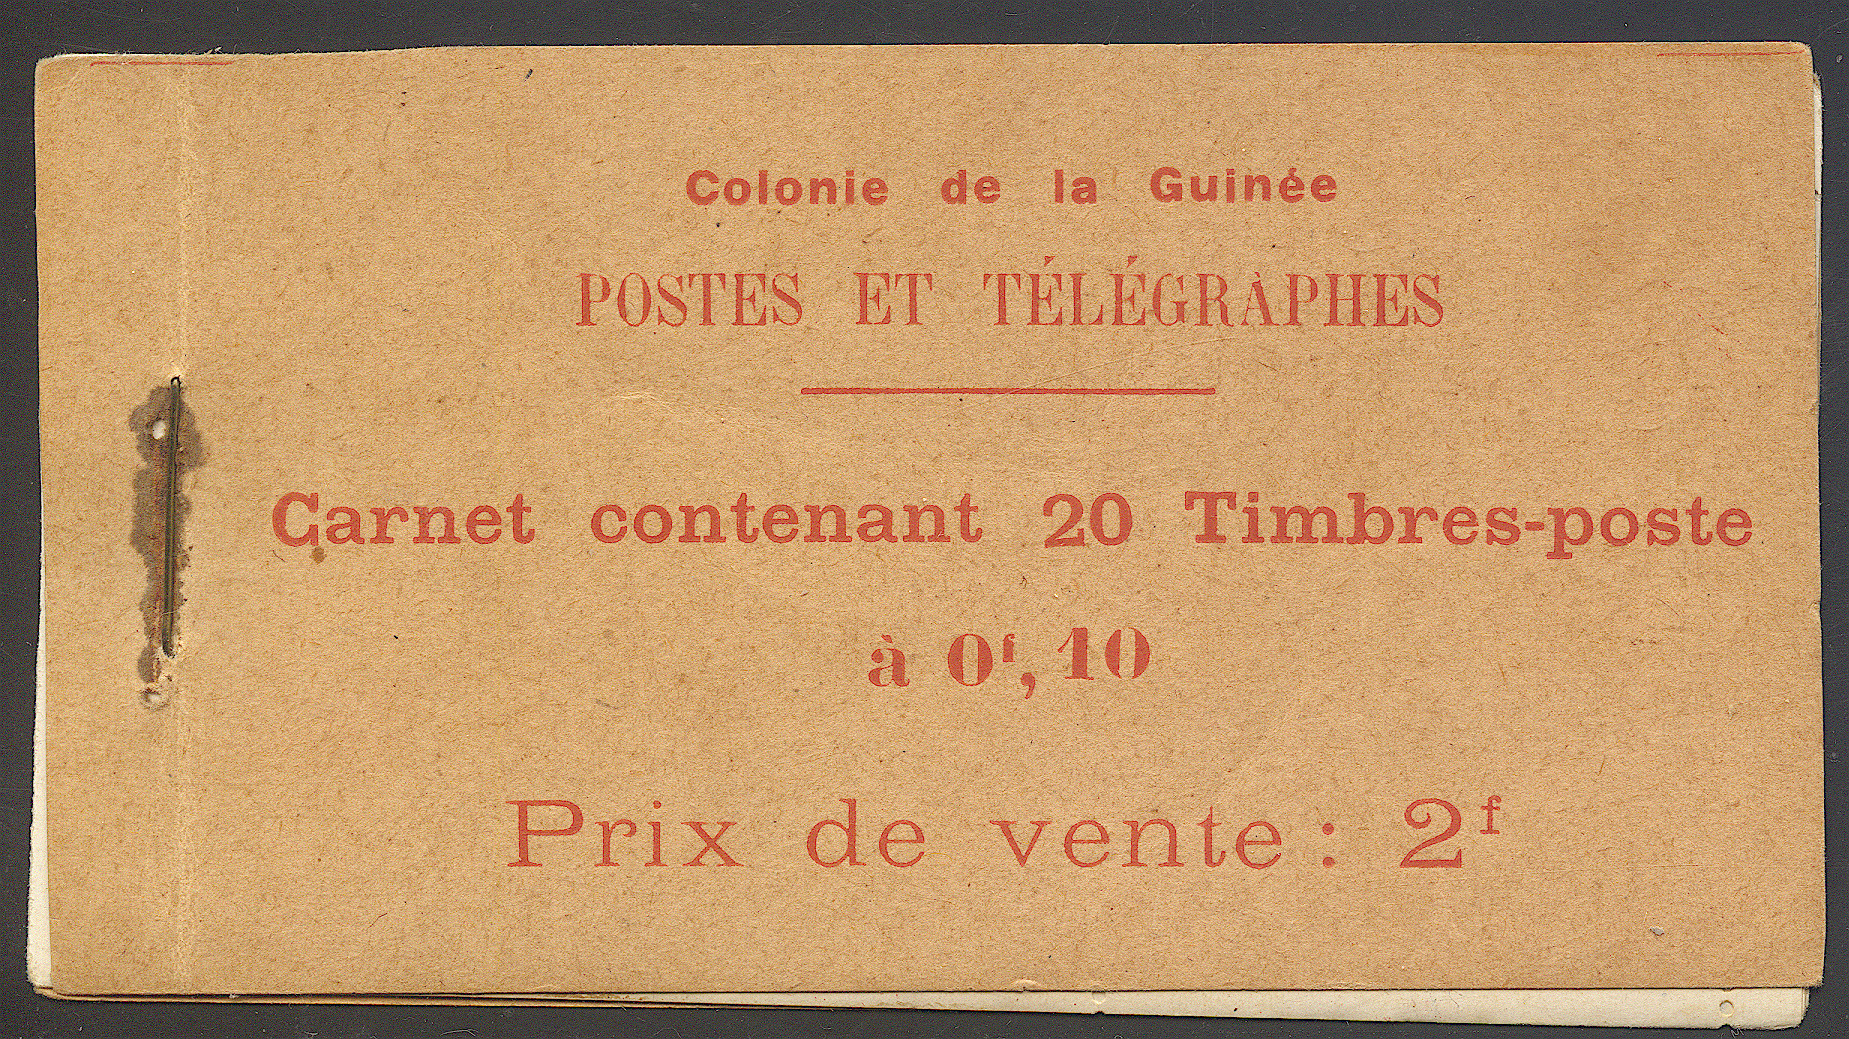 Colonie de la Guinée
POSTES ET TÉLÉGRAPHES
Carnet contenant 20 Timbres-poste
à 0ᶠ,10
Prix de vente : 2ᶠ